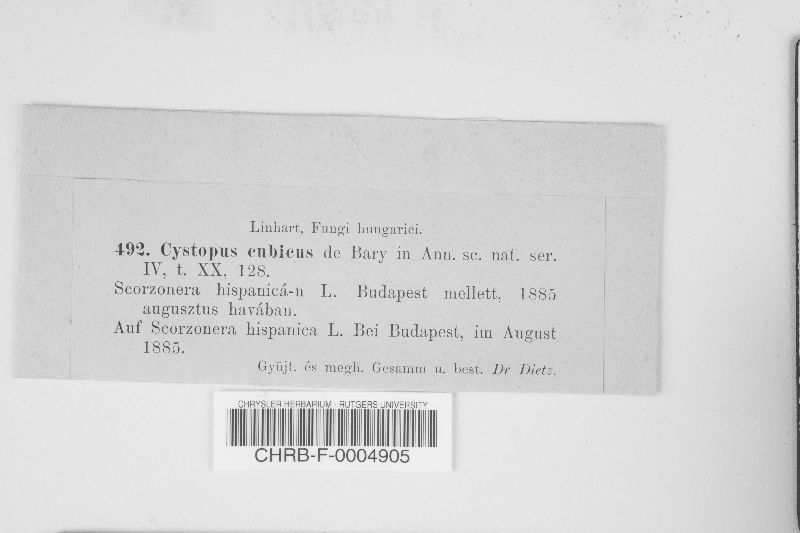 Linhart, Fungi hungarici.
492. Cystopus cubicus de Bary in Ann. sc. nat. ser.
IV, t. XX, 128.
Scorzonera hispanicá-n L. Budapest mellett, 1885
augusztus havában.
Auf Scorzonera hispanica L. Bei Budapest, im August
1885.
Gyűjt. és megh. Gesamm u. best. Dr Dietz.
CHRYSLER HERBARIUM - RUTGERS UNIVERSITY
CHRB-F-0004905